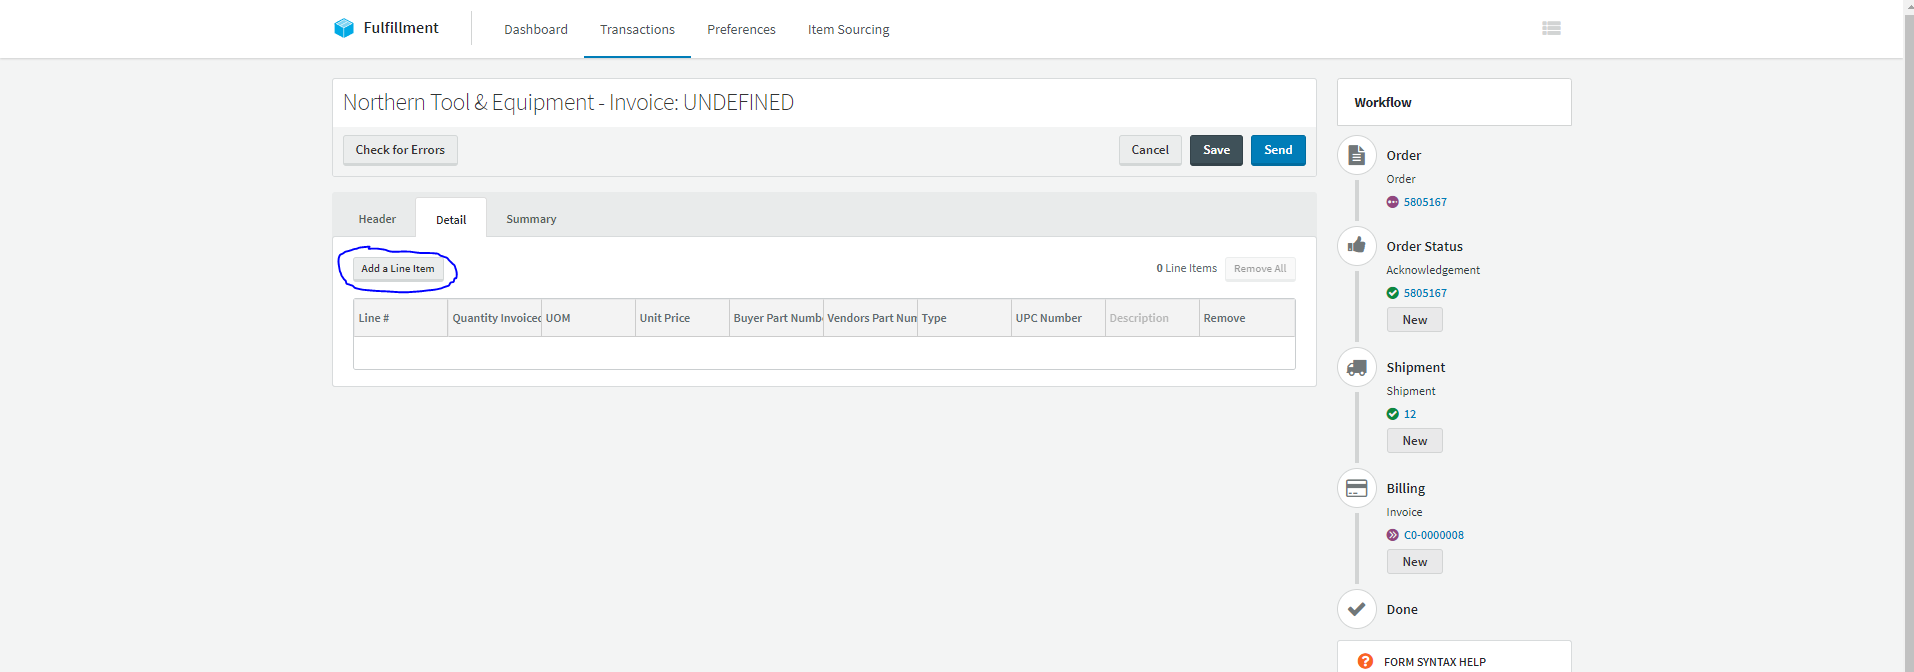 Fulfillment
Dashboard Transactions Preferences Item Sourcing
Northern Tool & Equipment - Invoice: UNDEFINED
Check for Errors Cancel Save Send
Header Detail Summary
Add a Line Item 0 Line Items Remove All
Line # Quantity Invoiced UOM Unit Price Buyer Part Numb Vendors Part Num Type UPC Number Description Remove
Workflow
Order
Order
5805167
Order Status
Acknowledgement
5805167
New
Shipment
Shipment
12
New
Billing
Invoice
C0-0000008
New
Done
FORM SYNTAX HELP